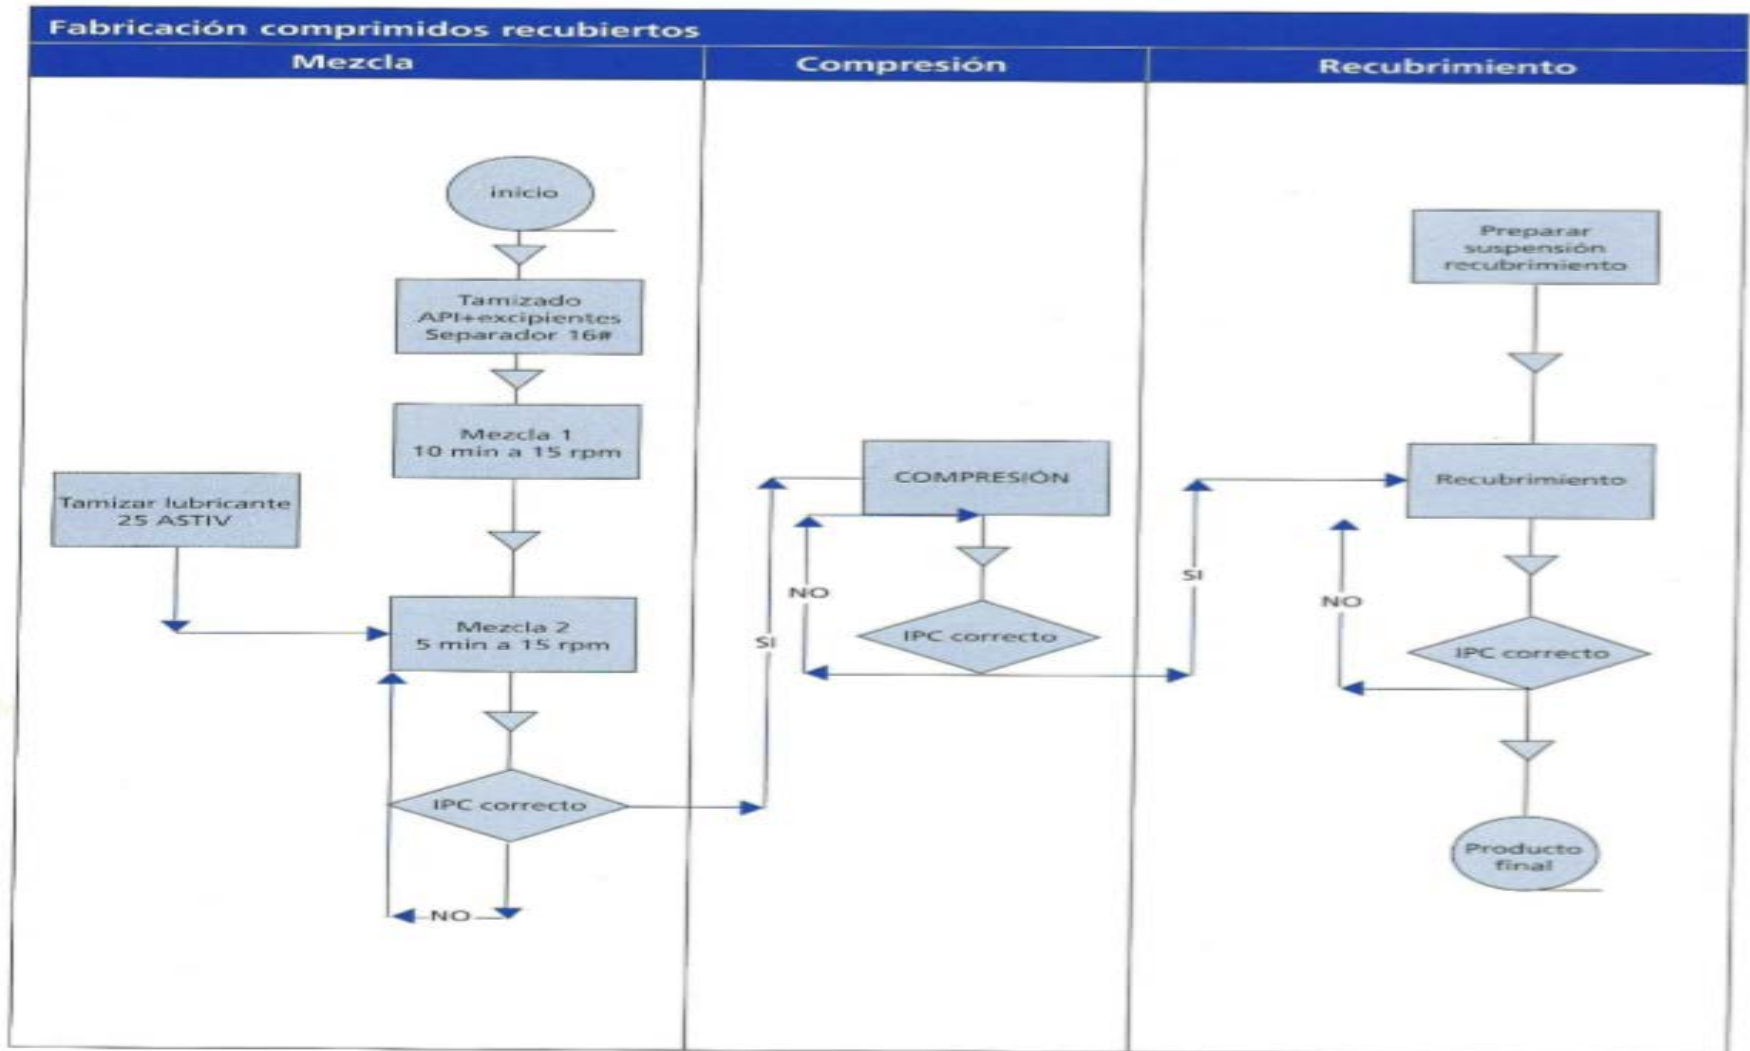 Fabricación comprimidos recubiertos
Mezcla
Compresión
Recubrimiento
inicio
Tamizado
API+excipientes
Separador 16#
Mezcla 1
10 min a 15 rpm
Tamizar lubricante
25 ASTIV
Mezcla 2
5 min a 15 rpm
IPC correcto
NO
SI
COMPRESIÓN
NO
IPC correcto
SI
Preparar
suspensión
recubrimiento
Recubrimiento
NO
IPC correcto
Producto
final